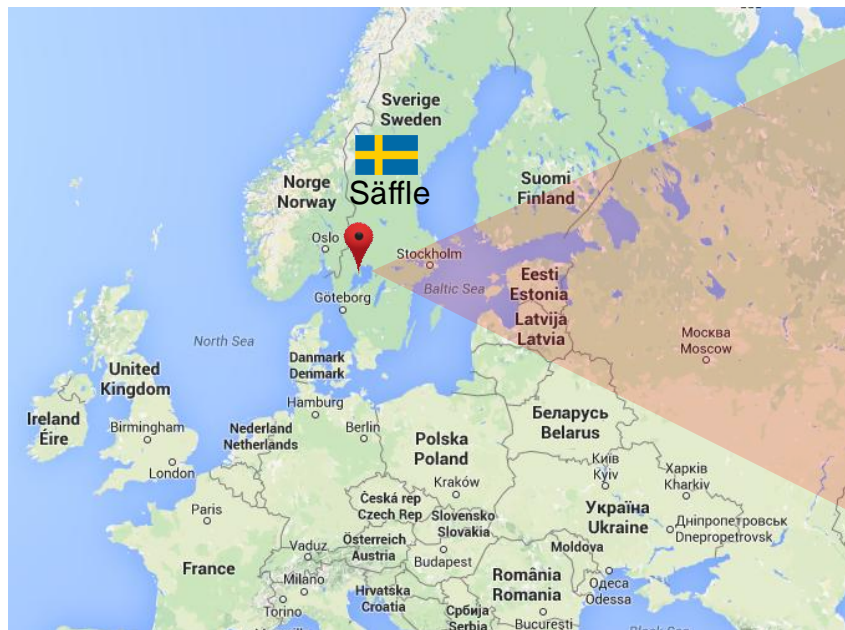 Sverige
Sweden
Säffle
Norge
Norway
Suomi
Finland
Oslo
Stockholm
Göteborg
Baltic Sea
Eesti
Estonia
Latvija
Latvia
North Sea
Москва
Moscow
Danmark
Denmark
United
Kingdom
Hamburg
Ireland
Éire
Birmingham
Nederland
Netherlands
Berlin
Беларусь
Belarus
Polska
Poland
London
Київ
Kyiv
Харків
Kharkiv
Kraków
Paris
Česká rep
Czech Rep
Slovensko
Slovakia
Україна
Ukraine
Дніпропетровськ
Dnepropetrovsk
Österreich
Austria
Vaduz
Budapest
Moldova
France
Milano
Torino
Hrvatska
Croatia
România
Romania
Одеса
Odessa
Србија
Serbia
București